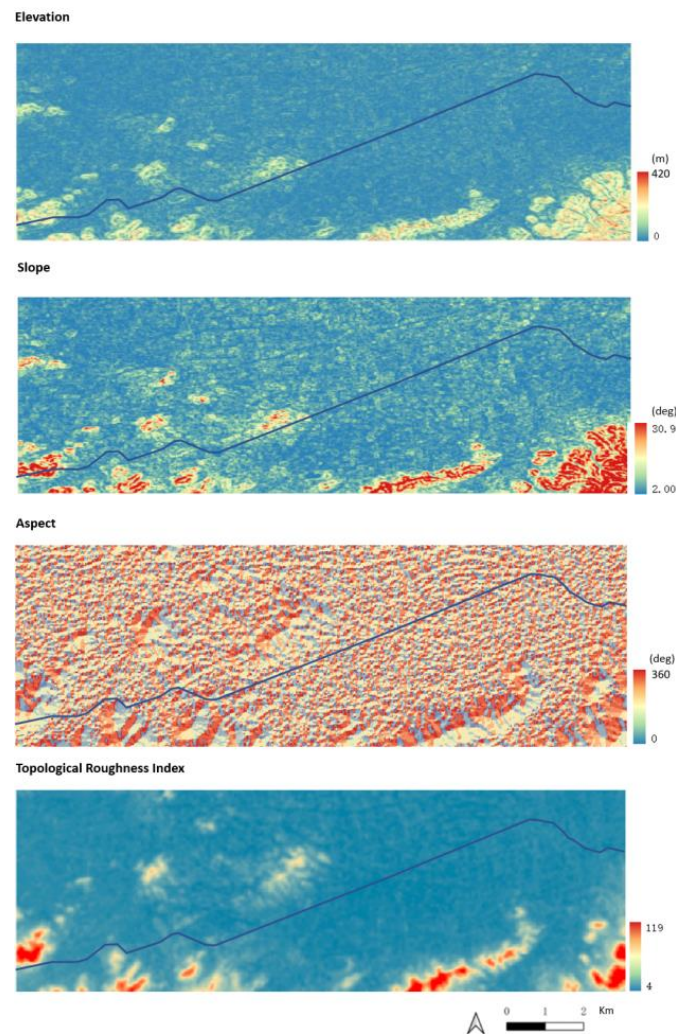 Elevation
(m)
420
0
Slope
(deg)
30.9
2.00
Aspect
(deg)
360
0
Topological Roughness Index
119
4
0 1 2 Km